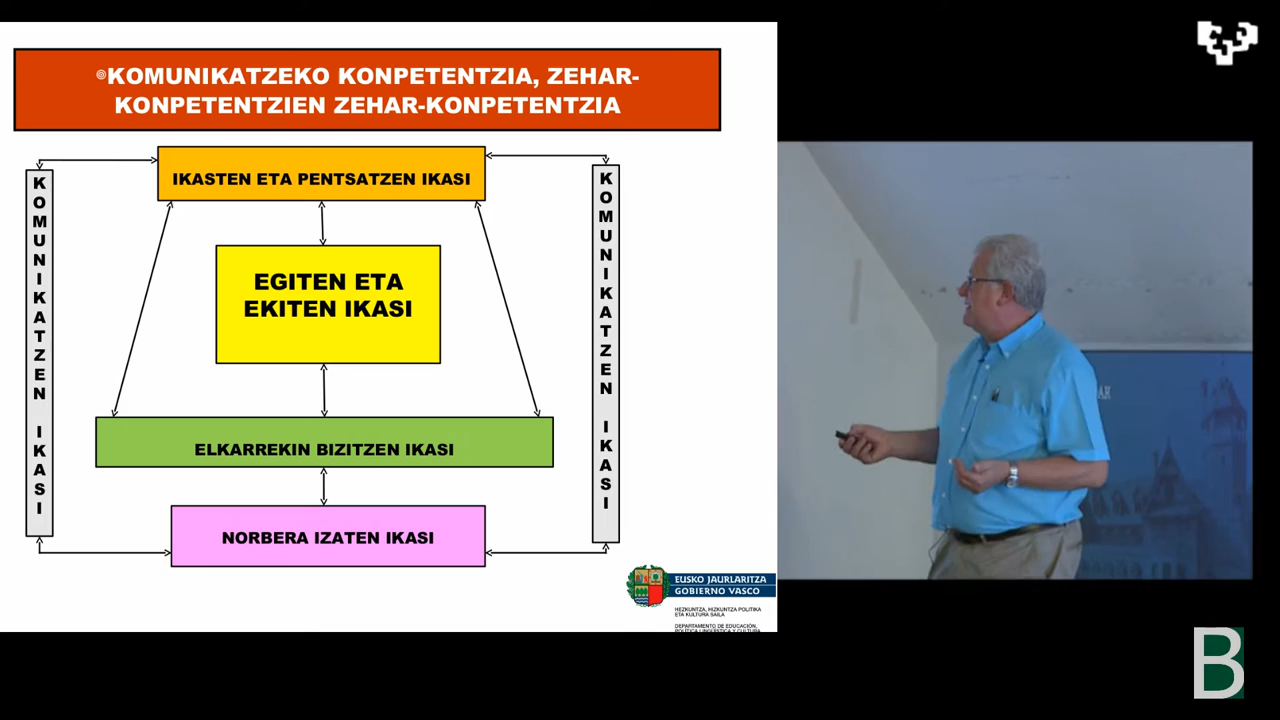 KOMUNIKATZEKO KONPETENTZIA, ZEHAR-
KONPETENTZIEN ZEHAR-KONPETENTZIA
IKASTEN ETA PENTSATZEN IKASI
KOMUNIKATZEN IKASI
EGITEN ETA
EKITEN IKASI
KOMUNIKATZEN IKASI
ELKARREKIN BIZITZEN IKASI
NORBERA IZATEN IKASI
EUSKO JAURLARITZA
GOBIERNO VASCO
HEZKUNTZA, HIZKUNTZA POLITIKA
ETA KULTURA SAILA
DEPARTAMENTO DE EDUCACIÓN,
POLÍTICA LINGÜÍSTICA Y CULTURA
B